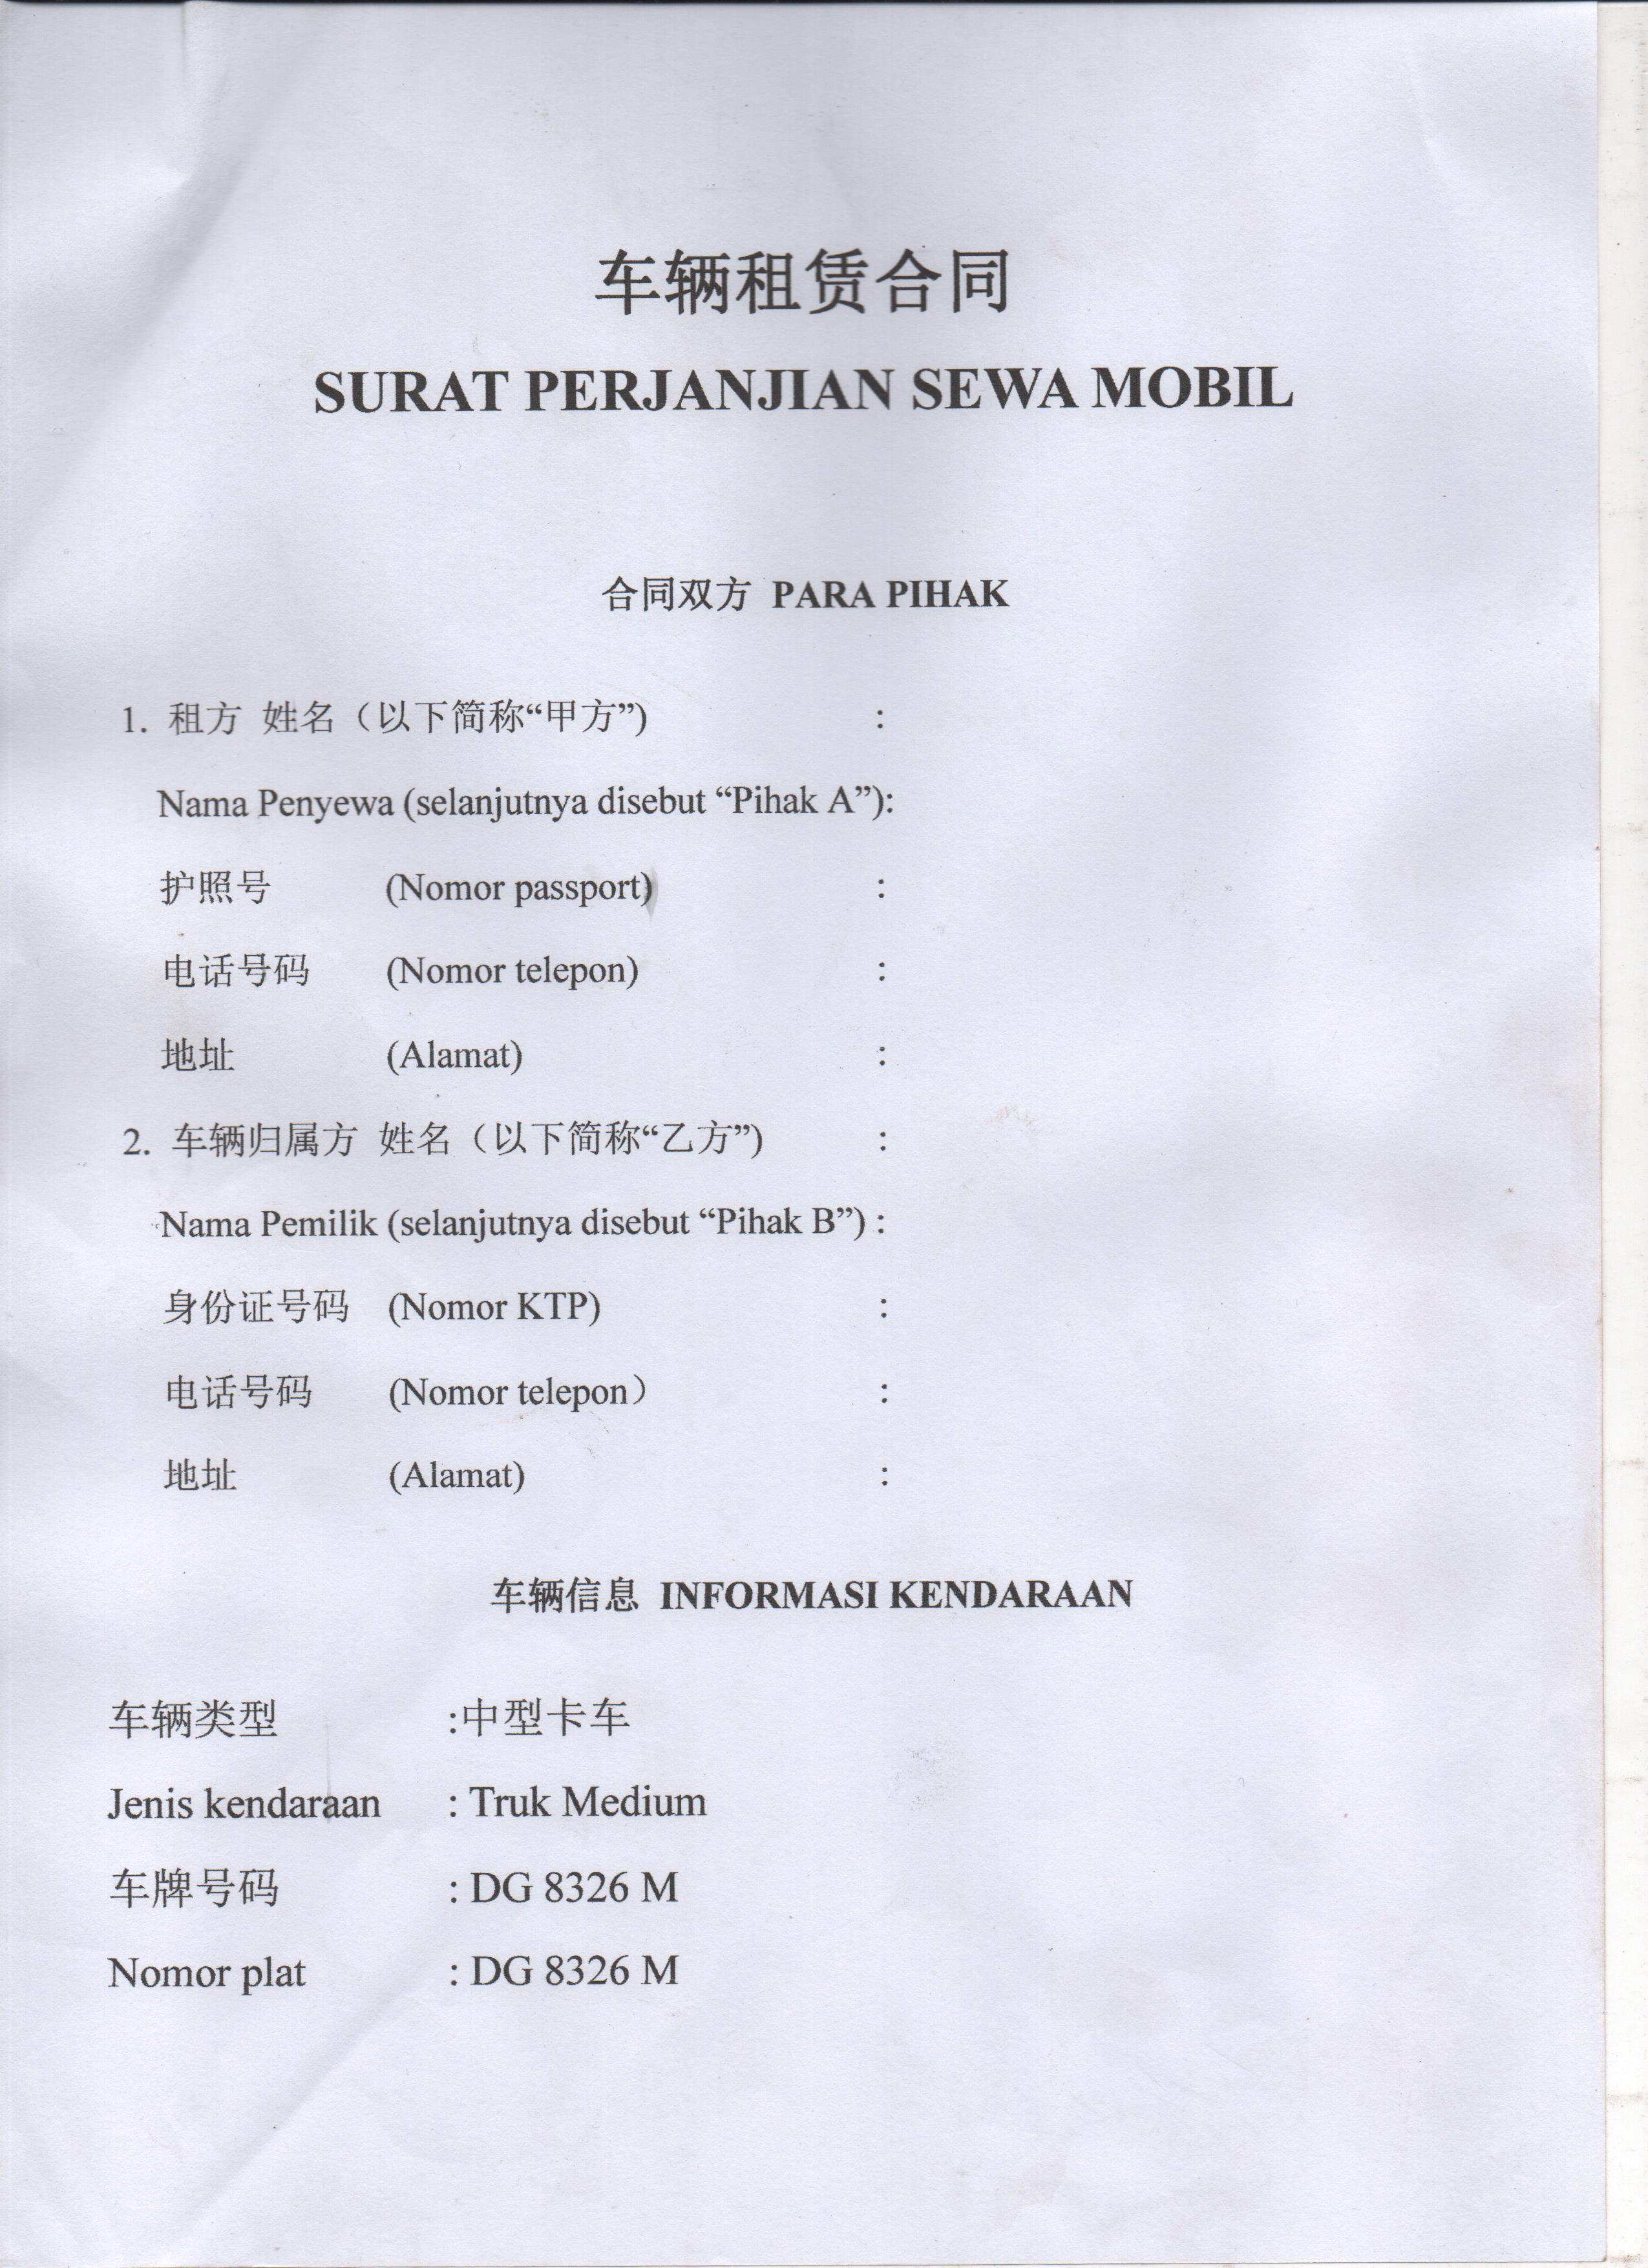 车辆租赁合同
SURAT PERJANJIAN SEWA MOBIL
合同双方 PARA PIHAK
1. 租方 姓名（以下简称“甲方”) :
Nama Penyewa (selanjutnya disebut “Pihak A”):
护照号 (Nomor passport) :
电话号码 (Nomor telepon) :
地址 (Alamat) :
2. 车辆归属方 姓名（以下简称“乙方”) :
Nama Pemilik (selanjutnya disebut “Pihak B”) :
身份证号码 (Nomor KTP) :
电话号码 (Nomor telepon） :
地址 (Alamat) :
车辆信息 INFORMASI KENDARAAN
车辆类型 :中型卡车
Jenis kendaraan : Truk Medium
车牌号码 : DG 8326 M
Nomor plat : DG 8326 M